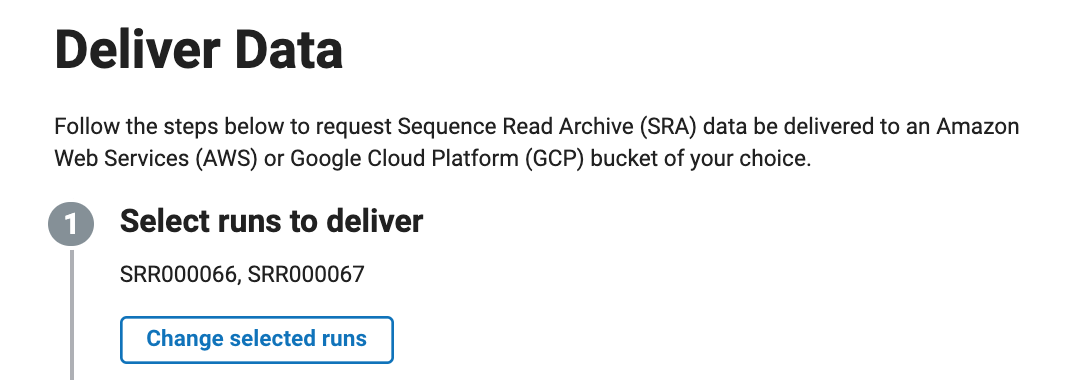 Deliver Data
Follow the steps below to request Sequence Read Archive (SRA) data be delivered to an Amazon
Web Services (AWS) or Google Cloud Platform (GCP) bucket of your choice.
1
Select runs to deliver
SRR000066, SRR000067
Change selected runs